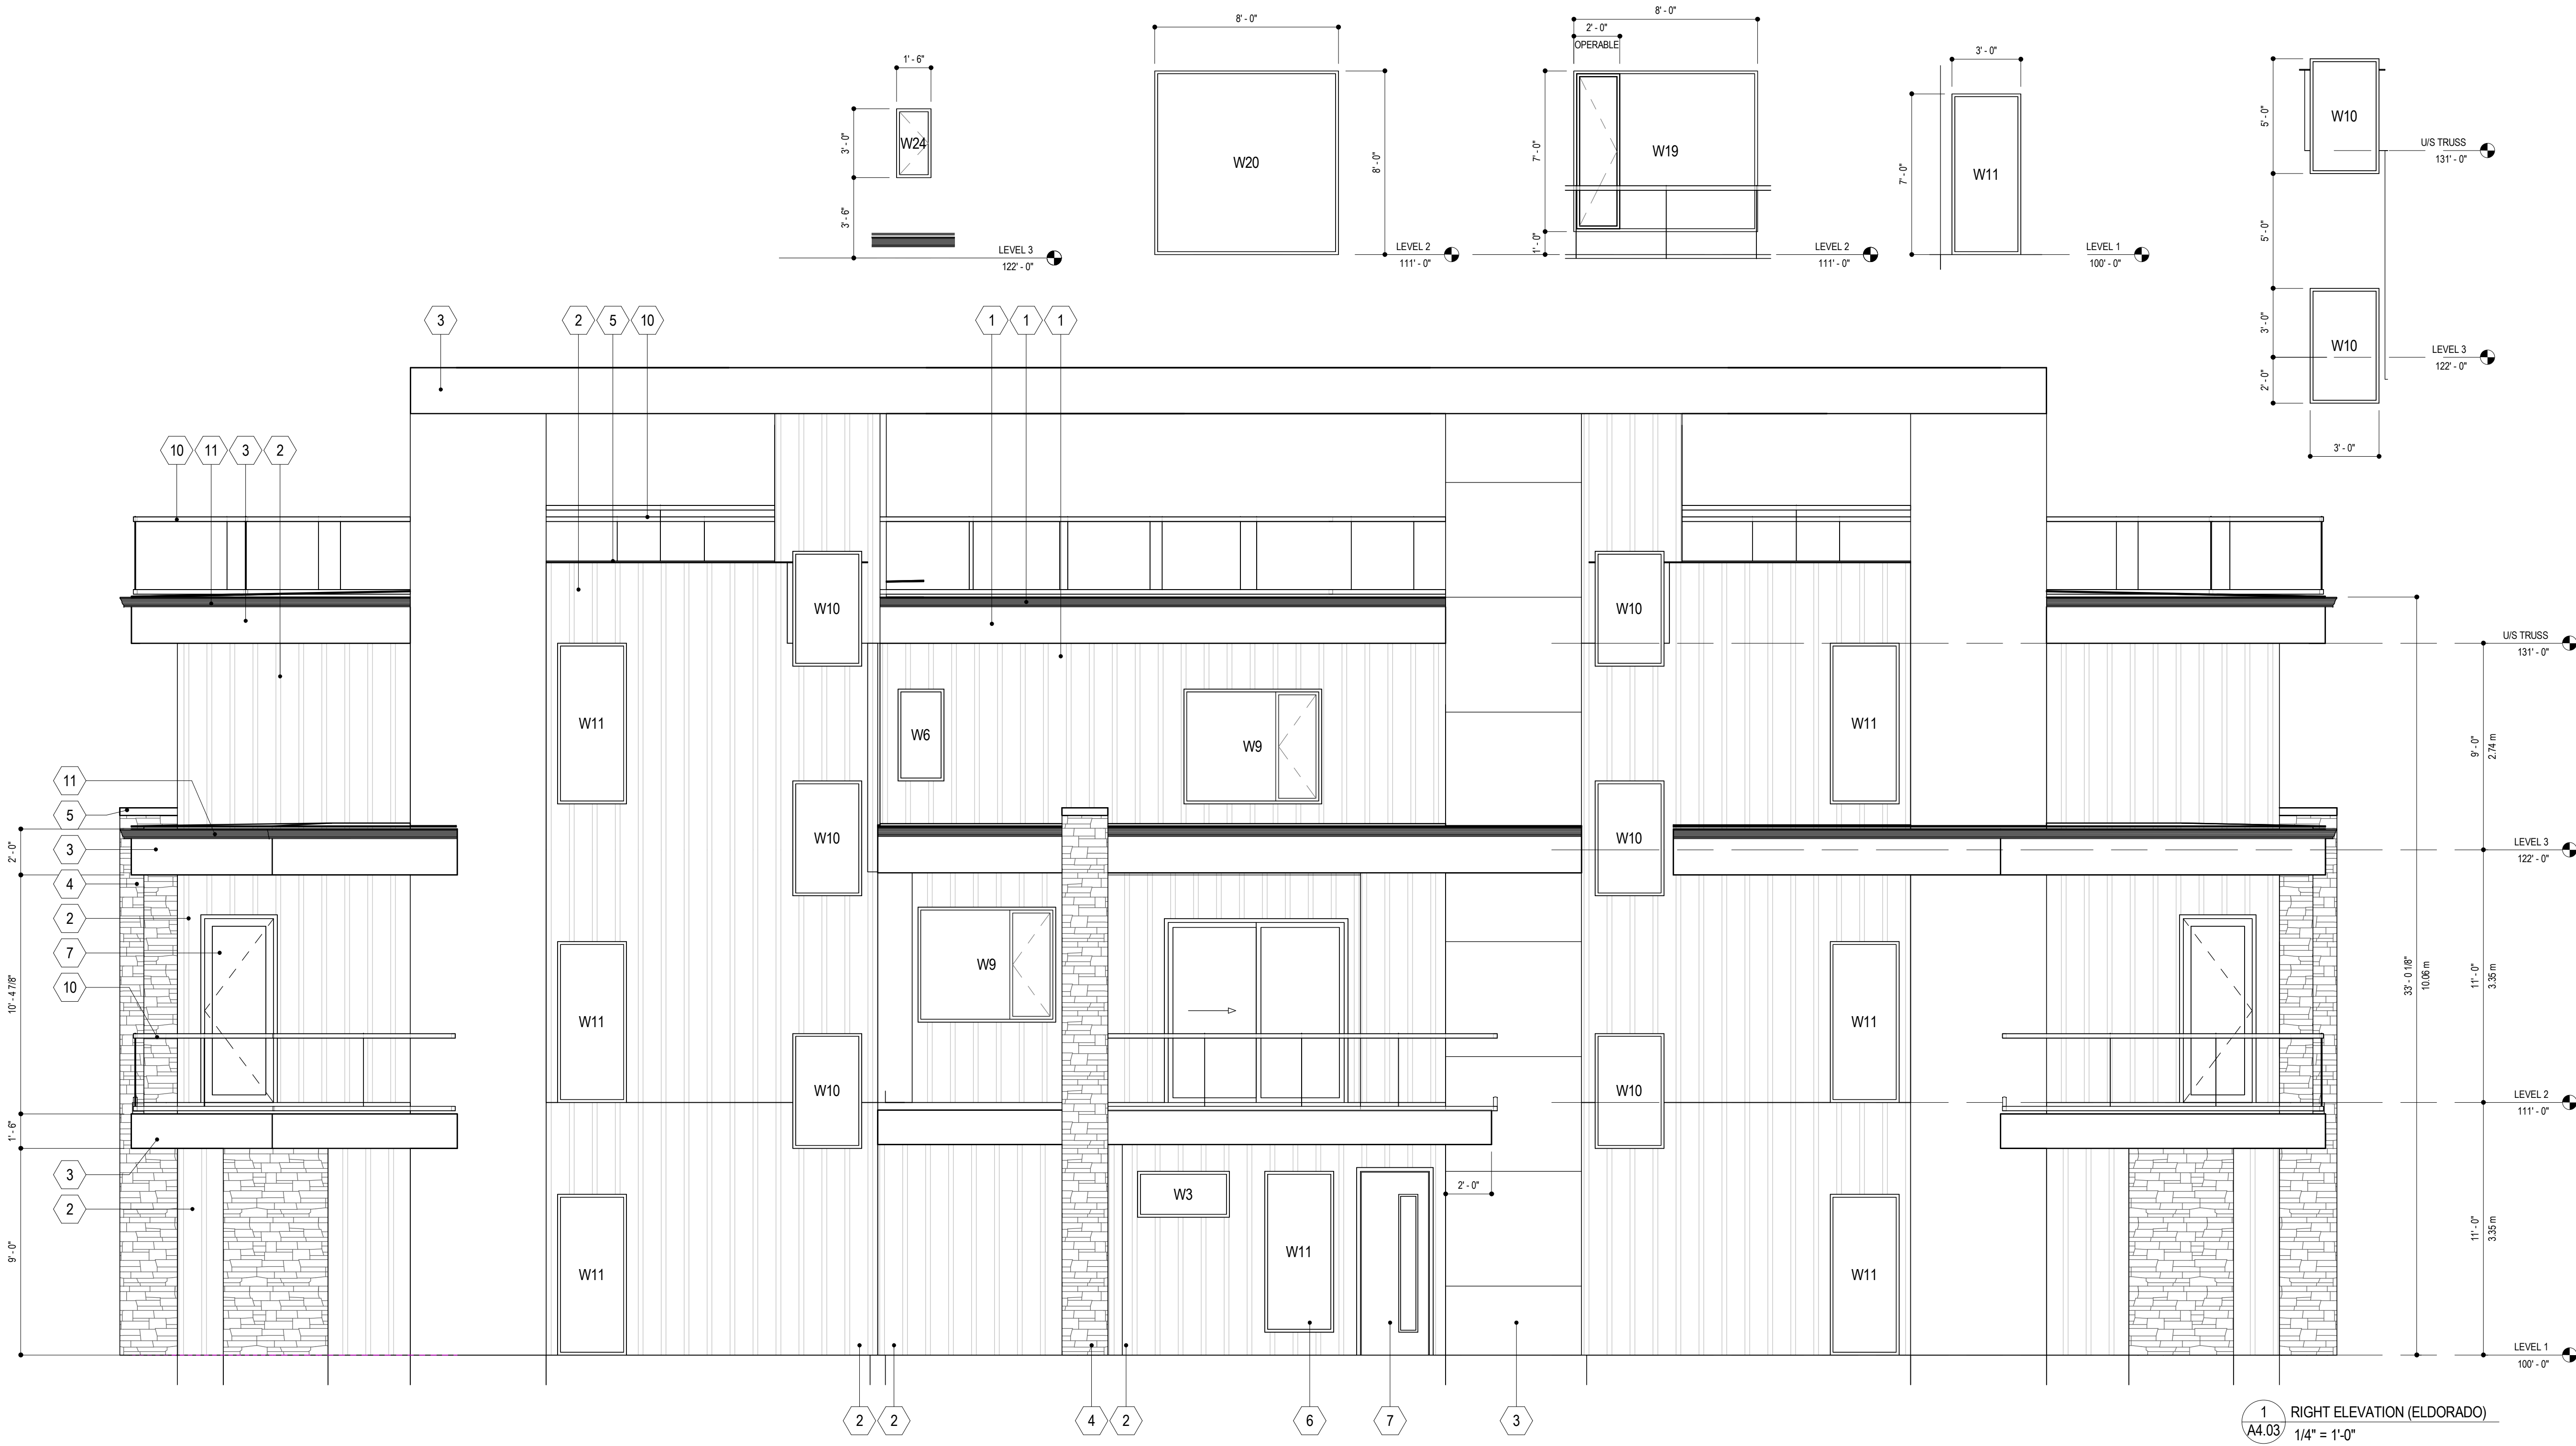 8' - 0"
8' - 0"
2' - 0"
OPERABLE
1' - 6"
3' - 0"
W24
3' - 0"
3' - 6"
LEVEL 3
122' - 0"
W20
8' - 0"
LEVEL 2
111' - 0"
7' - 0"
1' - 0"
W19
LEVEL 2
111' - 0"
7' - 0"
W11
LEVEL 1
100' - 0"
5' - 0"
W10
U/S TRUSS
131' - 0"
5' - 0"
3' - 0"
W10
LEVEL 3
122' - 0"
2' - 0"
3' - 0"
3
2 5 10
1 1 1
10 11 3 2
W10
W10
U/S TRUSS
131' - 0"
W11
W6
W9
W11
9' - 0"
2.74 m
11
5
3
4
2
7
10
3
2
2' - 0"
10' - 4 7/8"
1' - 6"
9' - 0"
W10
W10
LEVEL 3
122' - 0"
W9
33' - 0 1/8"
10.06 m
11' - 0"
3.35 m
W11
W11
W10
W10
LEVEL 2
111' - 0"
W3
2' - 0"
11' - 0"
3.35 m
W11
W11
W11
LEVEL 1
100' - 0"
2 2 4 2 6 7 3
1
A4.03
RIGHT ELEVATION (ELDORADO)
1/4" = 1'-0"